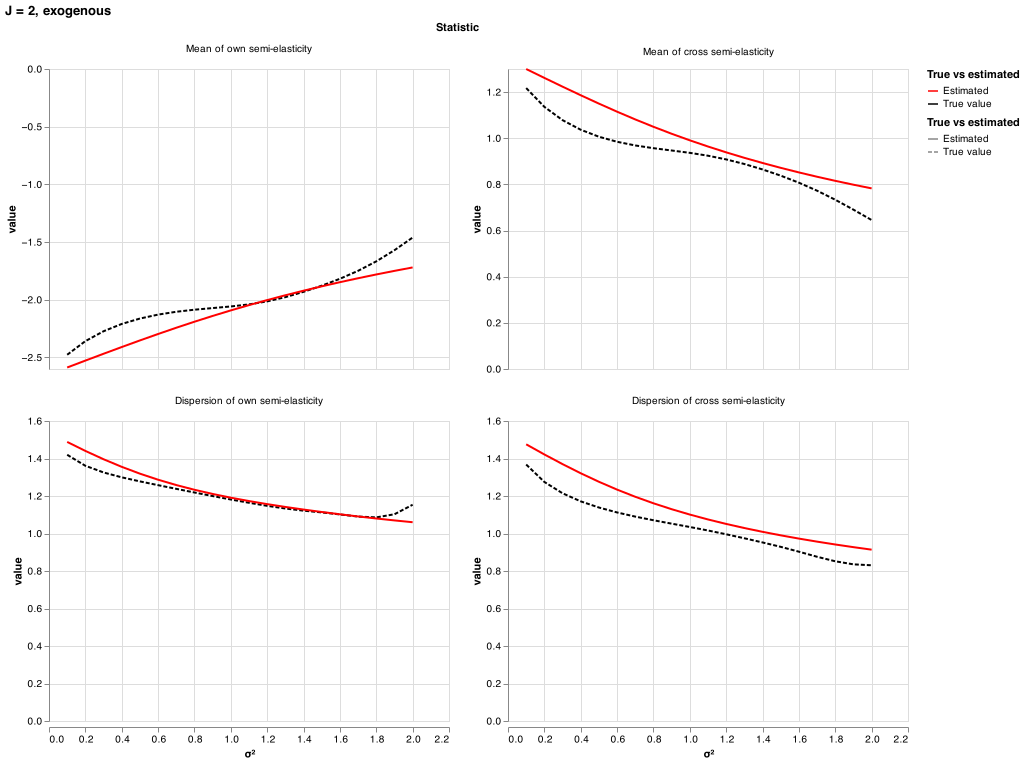 J = 2, exogenous
Statistic
Mean of own semi-elasticity
Mean of cross semi-elasticity
True vs estimated
Estimated
True value
True vs estimated
Estimated
True value
0.0
−0.5
−1.0
−1.5
−2.0
−2.5
value
1.2
1.0
0.8
0.6
0.4
0.2
0.0
value
Dispersion of own semi-elasticity
Dispersion of cross semi-elasticity
1.6
1.4
1.2
1.0
0.8
0.6
0.4
0.2
0.0
value
0.0 0.2 0.4 0.6 0.8 1.0 1.2 1.4 1.6 1.8 2.0 2.2
σ²
1.6
1.4
1.2
1.0
0.8
0.6
0.4
0.2
0.0
value
0.0 0.2 0.4 0.6 0.8 1.0 1.2 1.4 1.6 1.8 2.0 2.2
σ²